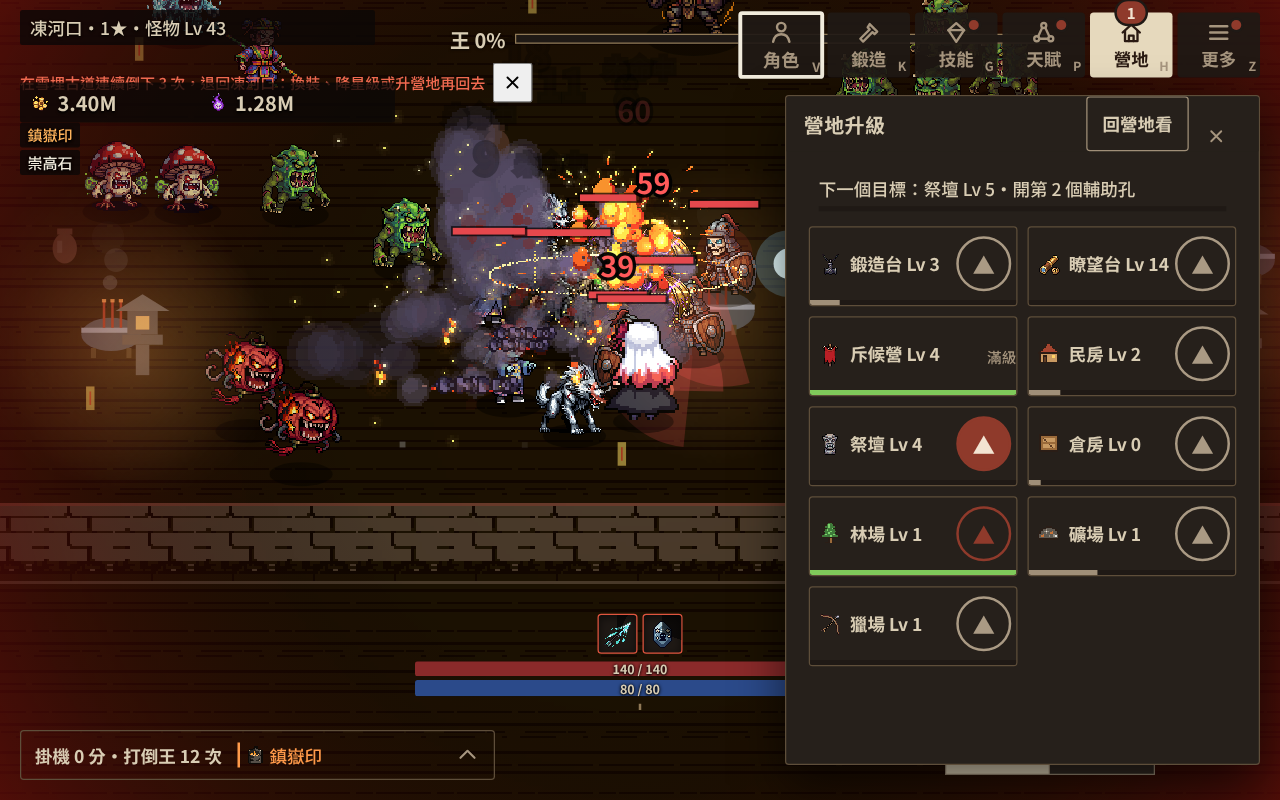 凍河口・1★・怪物 Lv 43
王 0%
角色 V
鍛造 K
技能 G
天賦 P
1
營地 H
更多 Z
在雪埋古道連續倒下 3 次，退回凍河口：換裝、降星級或升營地再回去
3.40M
1.28M
鎮嶽印
崇高石
60
59
39
營地升級
回營地看
下一個目標：祭壇 Lv 5・開第 2 個輔助孔
鍛造台 Lv 3
瞭望台 Lv 14
斥候營 Lv 4
滿級
民房 Lv 2
祭壇 Lv 4
倉房 Lv 0
林場 Lv 1
礦場 Lv 1
獵場 Lv 1
140 / 140
80 / 80
掛機 0 分・打倒王 12 次
鎮嶽印